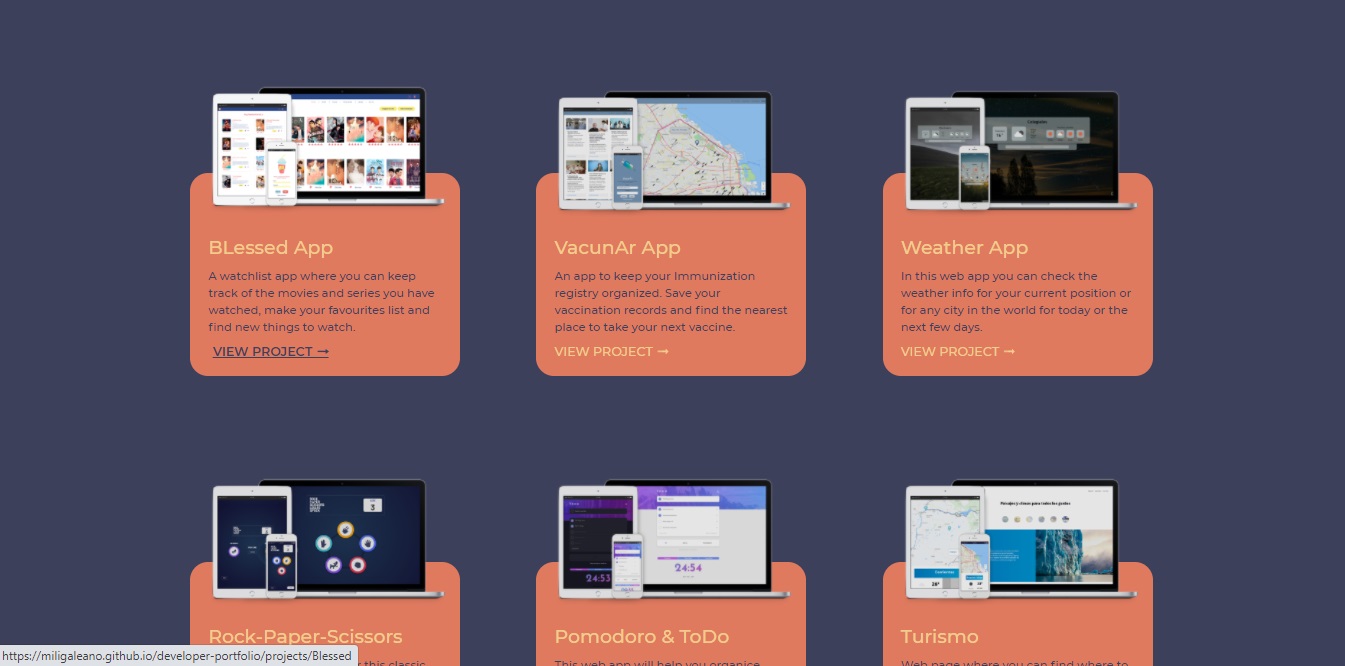 BLessed App
A watchlist app where you can keep
track of the movies and series you have
watched, make your favourites list and
find new things to watch.
VIEW PROJECT →
VacunAr App
An app to keep your Immunization
registry organized. Save your
vaccination records and find the nearest
place to take your next vaccine.
VIEW PROJECT →
Weather App
In this web app you can check the
weather info for your current position or
for any city in the world for today or the
next few days.
VIEW PROJECT →
3
24:53
24:54
Rock-Paper-Scissors
this classic
Pomodoro & ToDo
This web app will help you organise
Turismo
Web page where you can find where to
https://miligaleano.github.io/developer-portfolio/projects/Blessed